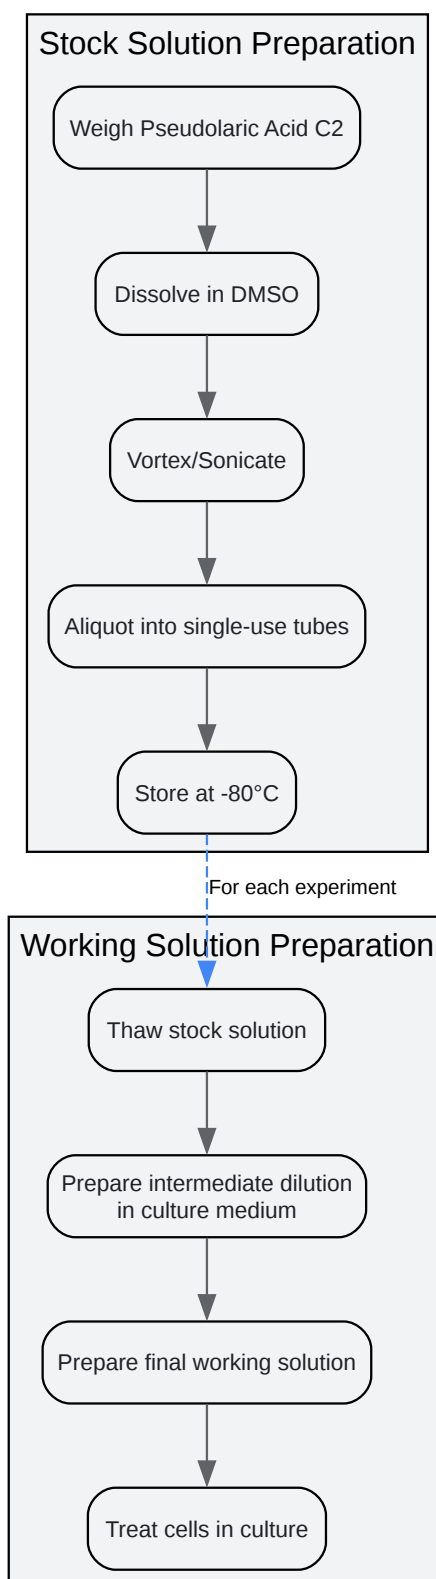 Stock Solution Preparation
Weigh Pseudolaric Acid C2
Dissolve in DMSO
Vortex/Sonicate
Aliquot into single-use tubes
Store at -80°C
For each experiment
Working Solution Preparation
Thaw stock solution
Prepare intermediate dilution
in culture medium
Prepare final working solution
Treat cells in culture